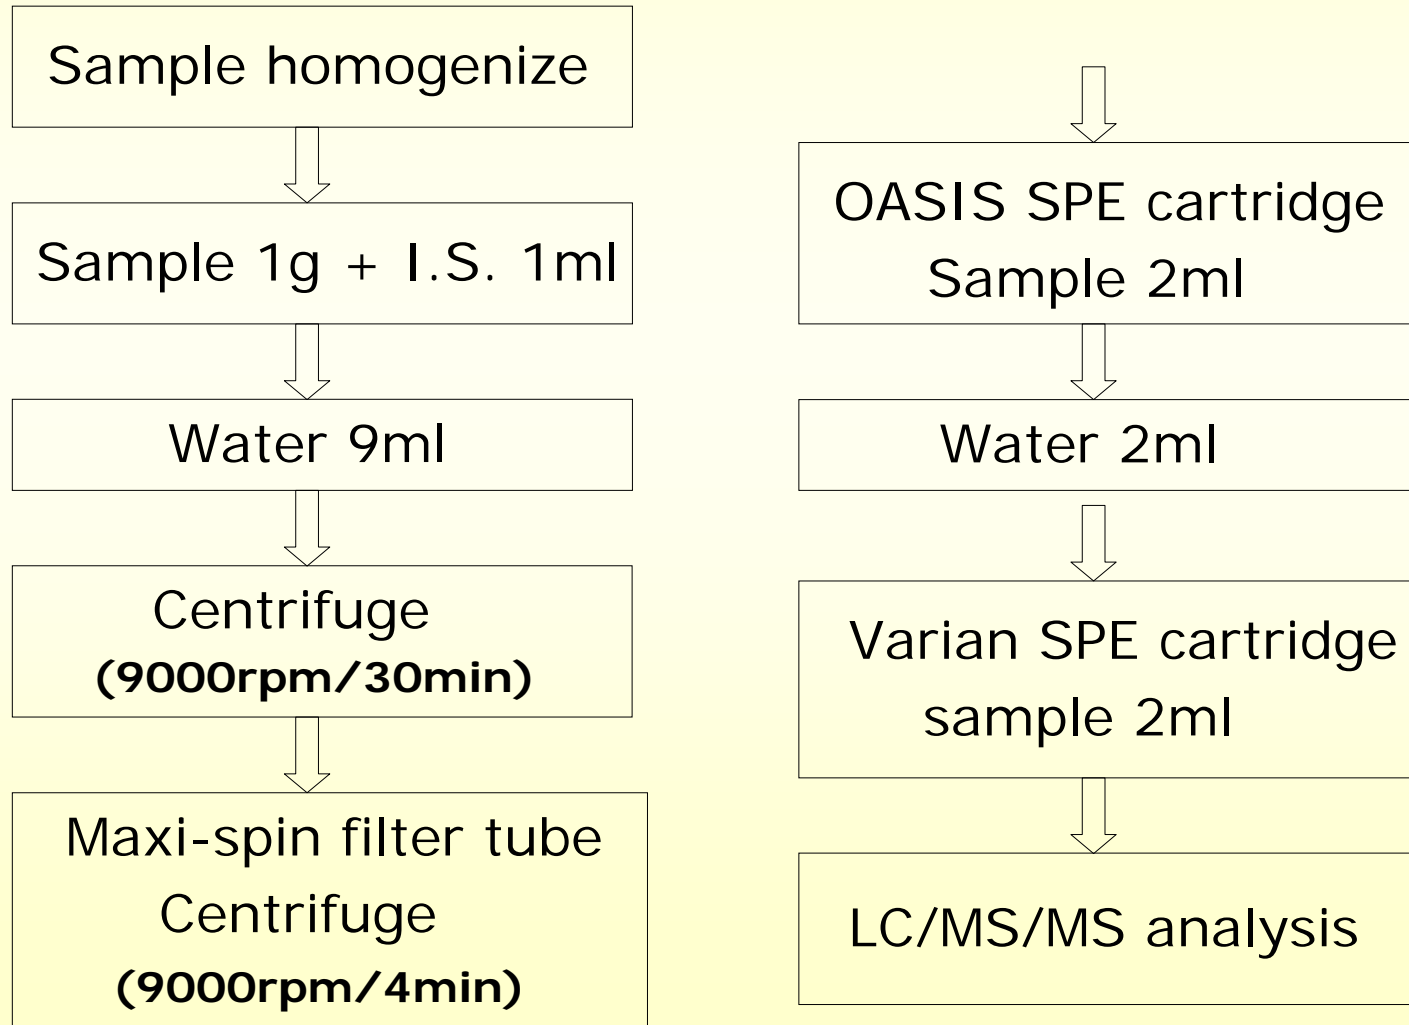 Sample homogenize
Sample 1g + I.S. 1ml
Water 9ml
Centrifuge
(9000rpm/30min)
Maxi-spin filter tube
Centrifuge
(9000rpm/4min)
OASIS SPE cartridge
Sample 2ml
Water 2ml
Varian SPE cartridge
sample 2ml
LC/MS/MS analysis